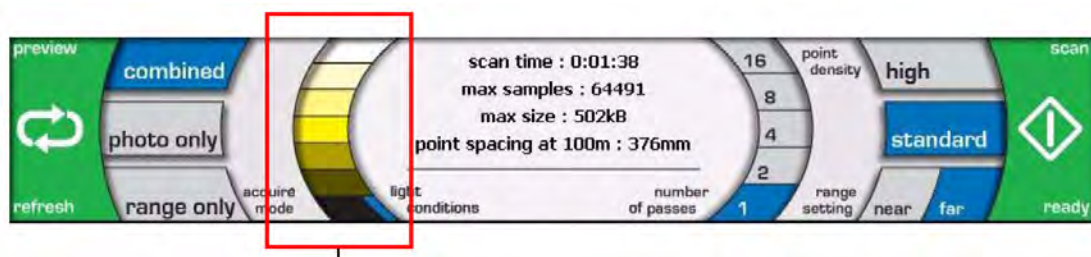 preview
refresh
combined
photo only
range only
acquire
mode
light
conditions
scan time : 0:01:38
max samples : 64491
max size : 502kB
point spacing at 100m : 376mm
number
of passes
16
8
4
2
1
point
density
range
setting
high
standard
near
far
scan
ready